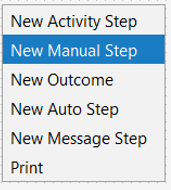 New Activity Step
New Manual Step
New Outcome
New Auto Step
New Message Step
Print